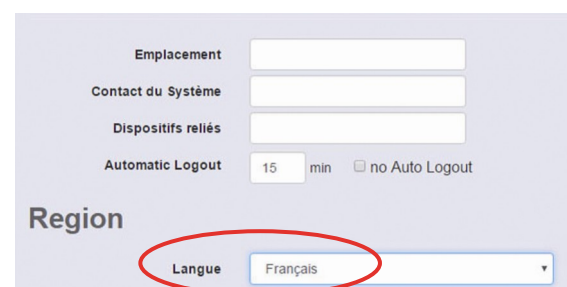 Emplacement
Contact du Système
Dispositifs reliés
Automatic Logout 15 min no Auto Logout
Region
Langue Français